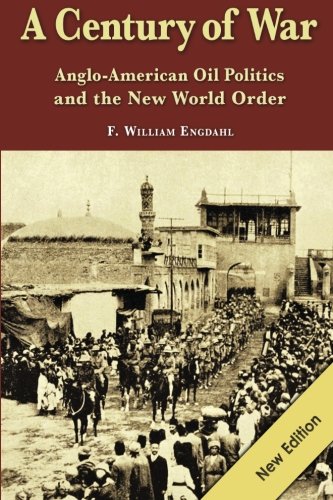 A Century of War
Anglo-American Oil Politics
and the New World Order
F. William Engdahl
New Edition